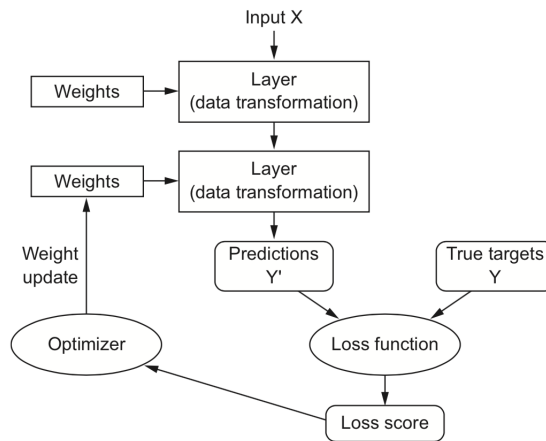 Input X
Layer
(data transformation)
Weights
Layer
(data transformation)
Weights
Weight
update
Predictions
Y'
True targets
Y
Optimizer
Loss function
Loss score